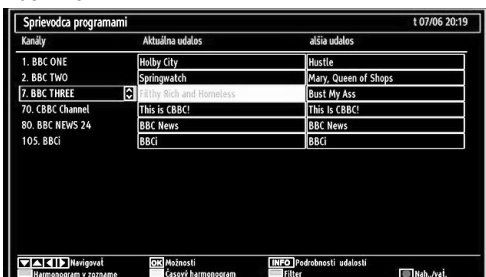 Sprievodca programami t 07/06 20:19
Kanály Aktuálna udalos alšia udalos
1. BBC ONE Holby City Hustle
2. BBC TWO Springwatch Mary, Queen of Shops
7. BBC THREE Filthy Rich and Homeless Bust My Ass
70. CBBC Channel This is CBBC! This Is CBBC!
80. BBC NEWS 24 BBC News BBC News
105. BBCi BBCi BBCi
Navigovať OK Možnosti INFO Podrobnosti udalostí
Harmonogram v zozname Časový harmonogram Filter Nah../vať.